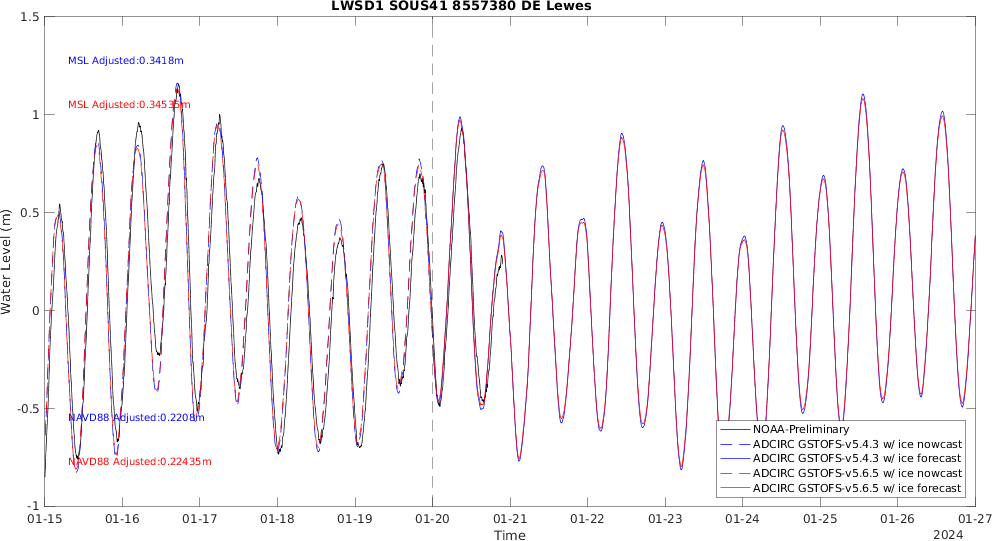 LWSD1 SOUS41 8557380 DE Lewes
1.5
1
0.5
0
-0.5
-1
Water Level (m)
MSL Adjusted:0.3418m
MSL Adjusted:0.34535m
NAVD88 Adjusted:0.2208m
NAVD88 Adjusted:0.22435m
NOAA-Preliminary
ADCIRC GSTOFS-v5.4.3 w/ ice nowcast
ADCIRC GSTOFS-v5.4.3 w/ ice forecast
ADCIRC GSTOFS-v5.6.5 w/ ice nowcast
ADCIRC GSTOFS-v5.6.5 w/ ice forecast
01-15 01-16 01-17 01-18 01-19 01-20 01-21 01-22 01-23 01-24 01-25 01-26 01-27
Time
2024